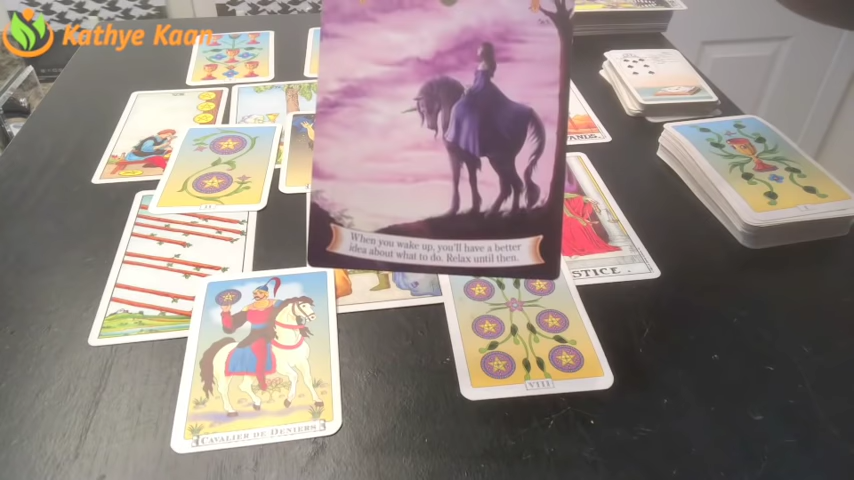 Kathye Kaan
When you wake up, you'll have a better
idea about what to do. Relax until then.
II
STICE.
CAVALIER DE DENIERS
VIII